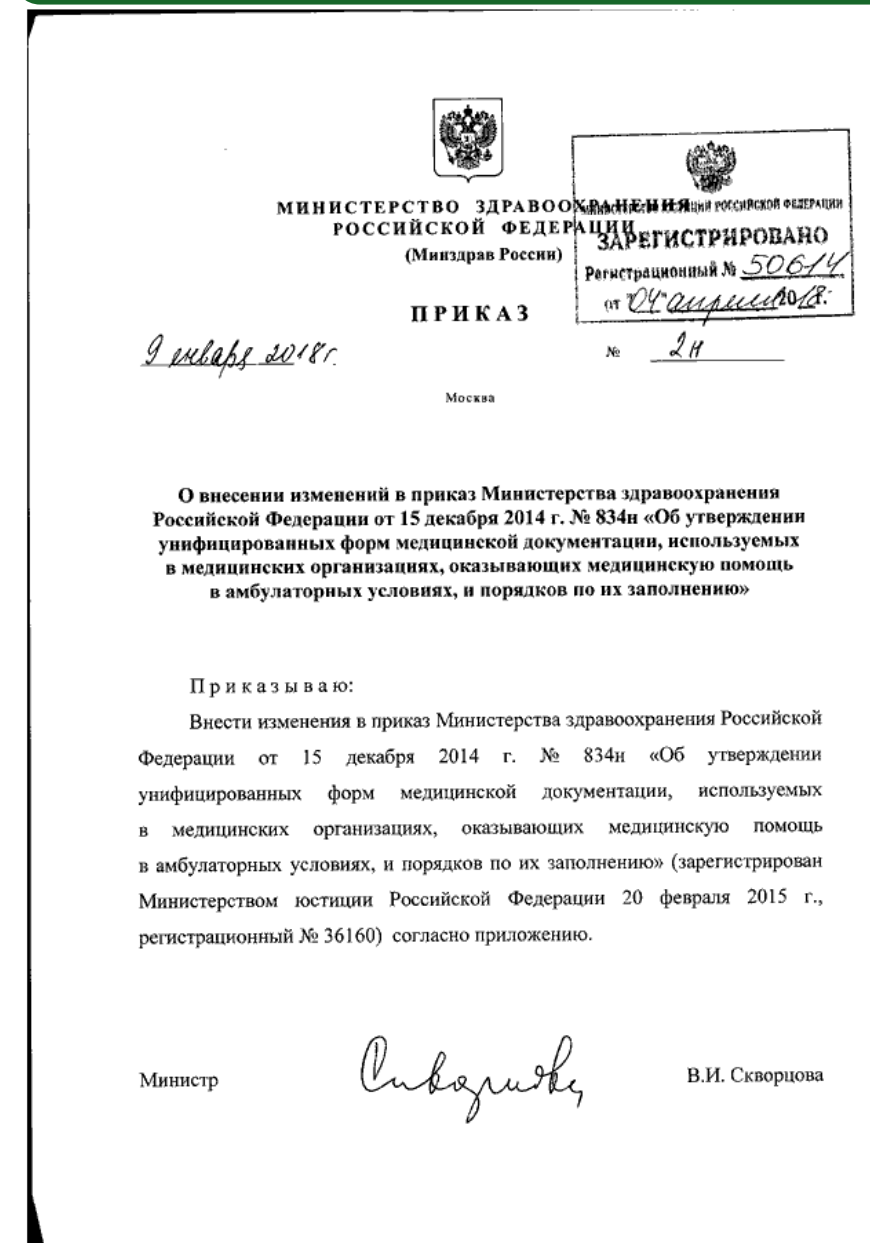 МИНИСТЕРСТВО ЗДРАВООХРАНЕНИЯ
РОССИЙСКОЙ ФЕДЕРАЦИИ
(Минздрав России)
МИНИСТЕРСТВО ЮСТИЦИИ РОССИЙСКОЙ ФЕДЕРАЦИИ
ЗАРЕГИСТРИРОВАНО
Регистрационный № 50614
от "04" апреля 2018.
ПРИКАЗ
9 января 2018 г.
№ 2н
Москва
О внесении изменений в приказ Министерства здравоохранения
Российской Федерации от 15 декабря 2014 г. № 834н «Об утверждении
унифицированных форм медицинской документации, используемых
в медицинских организациях, оказывающих медицинскую помощь
в амбулаторных условиях, и порядков по их заполнению»
Приказываю:
Внести изменения в приказ Министерства здравоохранения Российской
Федерации от 15 декабря 2014 г. № 834н «Об утверждении
унифицированных форм медицинской документации, используемых
в медицинских организациях, оказывающих медицинскую помощь
в амбулаторных условиях, и порядков по их заполнению» (зарегистрирован
Министерством юстиции Российской Федерации 20 февраля 2015 г.,
регистрационный № 36160) согласно приложению.
Министр
В.И. Скворцова